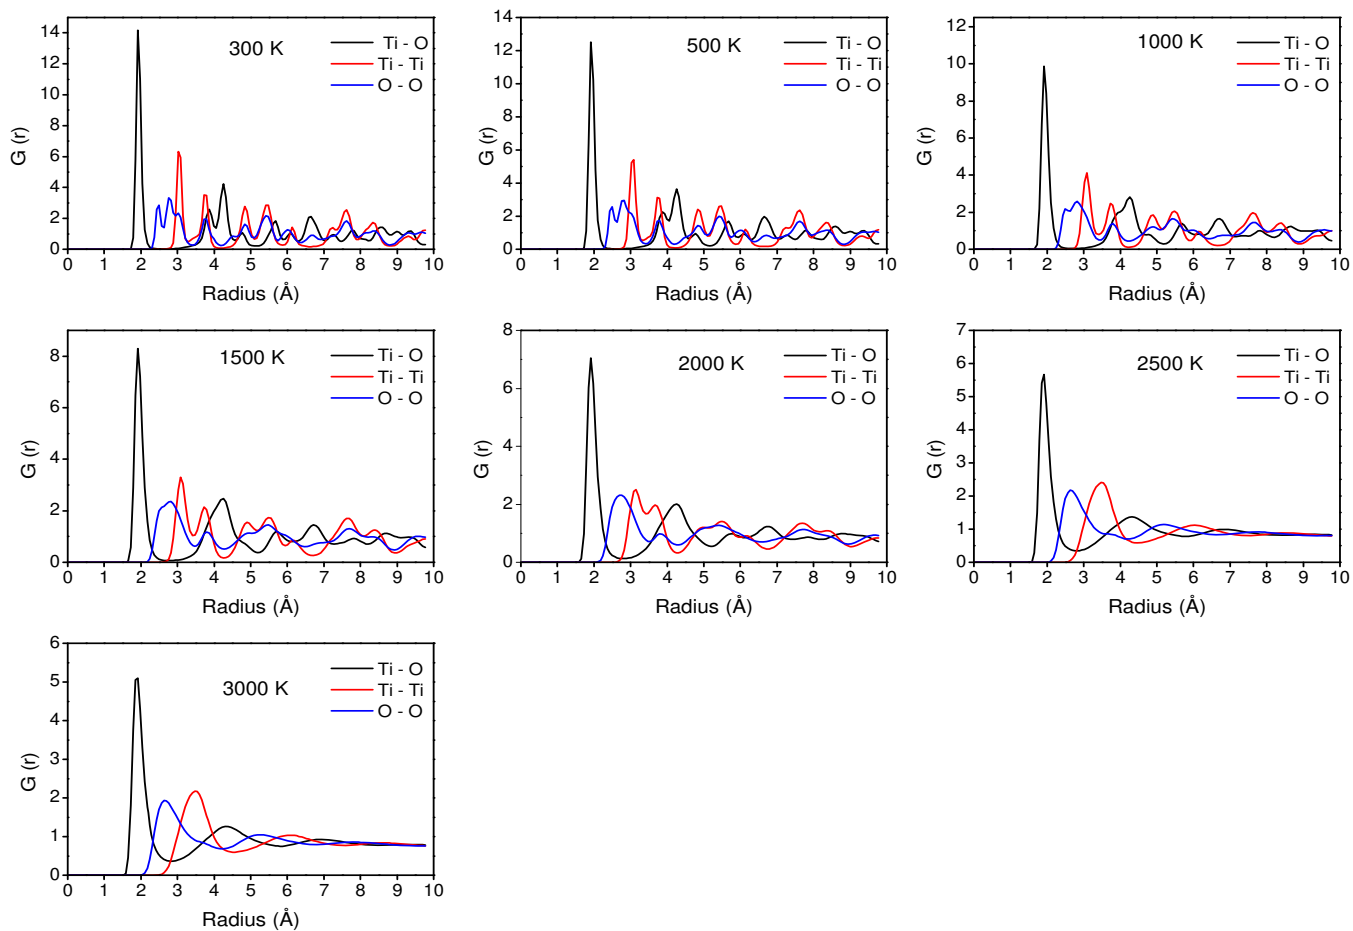 300 K
Ti - O
Ti - Ti
O - O
G (r)
14
12
10
8
6
4
2
0
0 1 2 3 4 5 6 7 8 9 10
Radius (Å)
500 K
Ti - O
Ti - Ti
O - O
G (r)
14
12
10
8
6
4
2
0
0 1 2 3 4 5 6 7 8 9 10
Radius (Å)
1000 K
Ti - O
Ti - Ti
O - O
G (r)
12
10
8
6
4
2
0
0 1 2 3 4 5 6 7 8 9 10
Radius (Å)
1500 K
Ti - O
Ti - Ti
O - O
G (r)
8
6
4
2
0
0 1 2 3 4 5 6 7 8 9 10
Radius (Å)
2000 K
Ti - O
Ti - Ti
O - O
G (r)
8
6
4
2
0
0 1 2 3 4 5 6 7 8 9 10
Radius (Å)
2500 K
Ti - O
Ti - Ti
O - O
G (r)
7
6
5
4
3
2
1
0
0 1 2 3 4 5 6 7 8 9 10
Radius (Å)
3000 K
Ti - O
Ti - Ti
O - O
G (r)
6
5
4
3
2
1
0
0 1 2 3 4 5 6 7 8 9 10
Radius (Å)